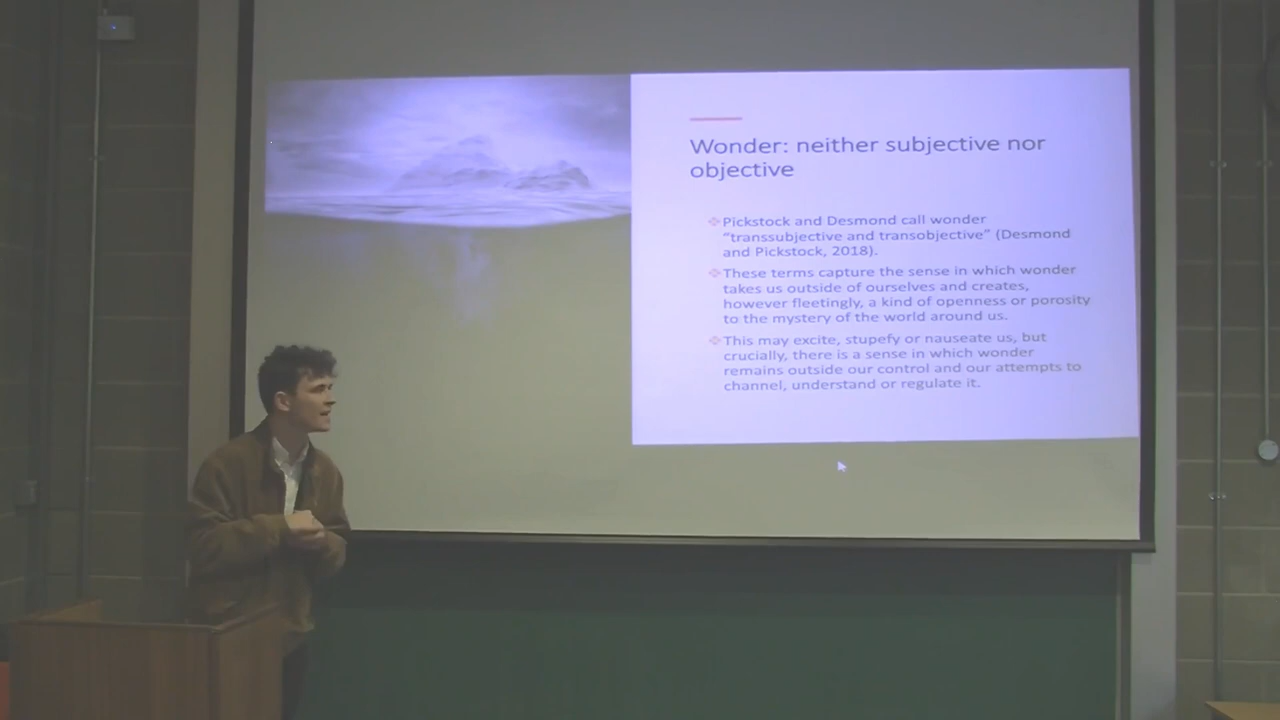 Wonder: neither subjective nor
objective
Pickstock and Desmond call wonder
“transsubjective and transobjective” (Desmond
and Pickstock, 2018).
These terms capture the sense in which wonder
takes us outside of ourselves and creates,
however fleetingly, a kind of openness or porosity
to the mystery of the world around us.
This may excite, stupefy or nauseate us, but
crucially, there is a sense in which wonder
remains outside our control and our attempts to
channel, understand or regulate it.